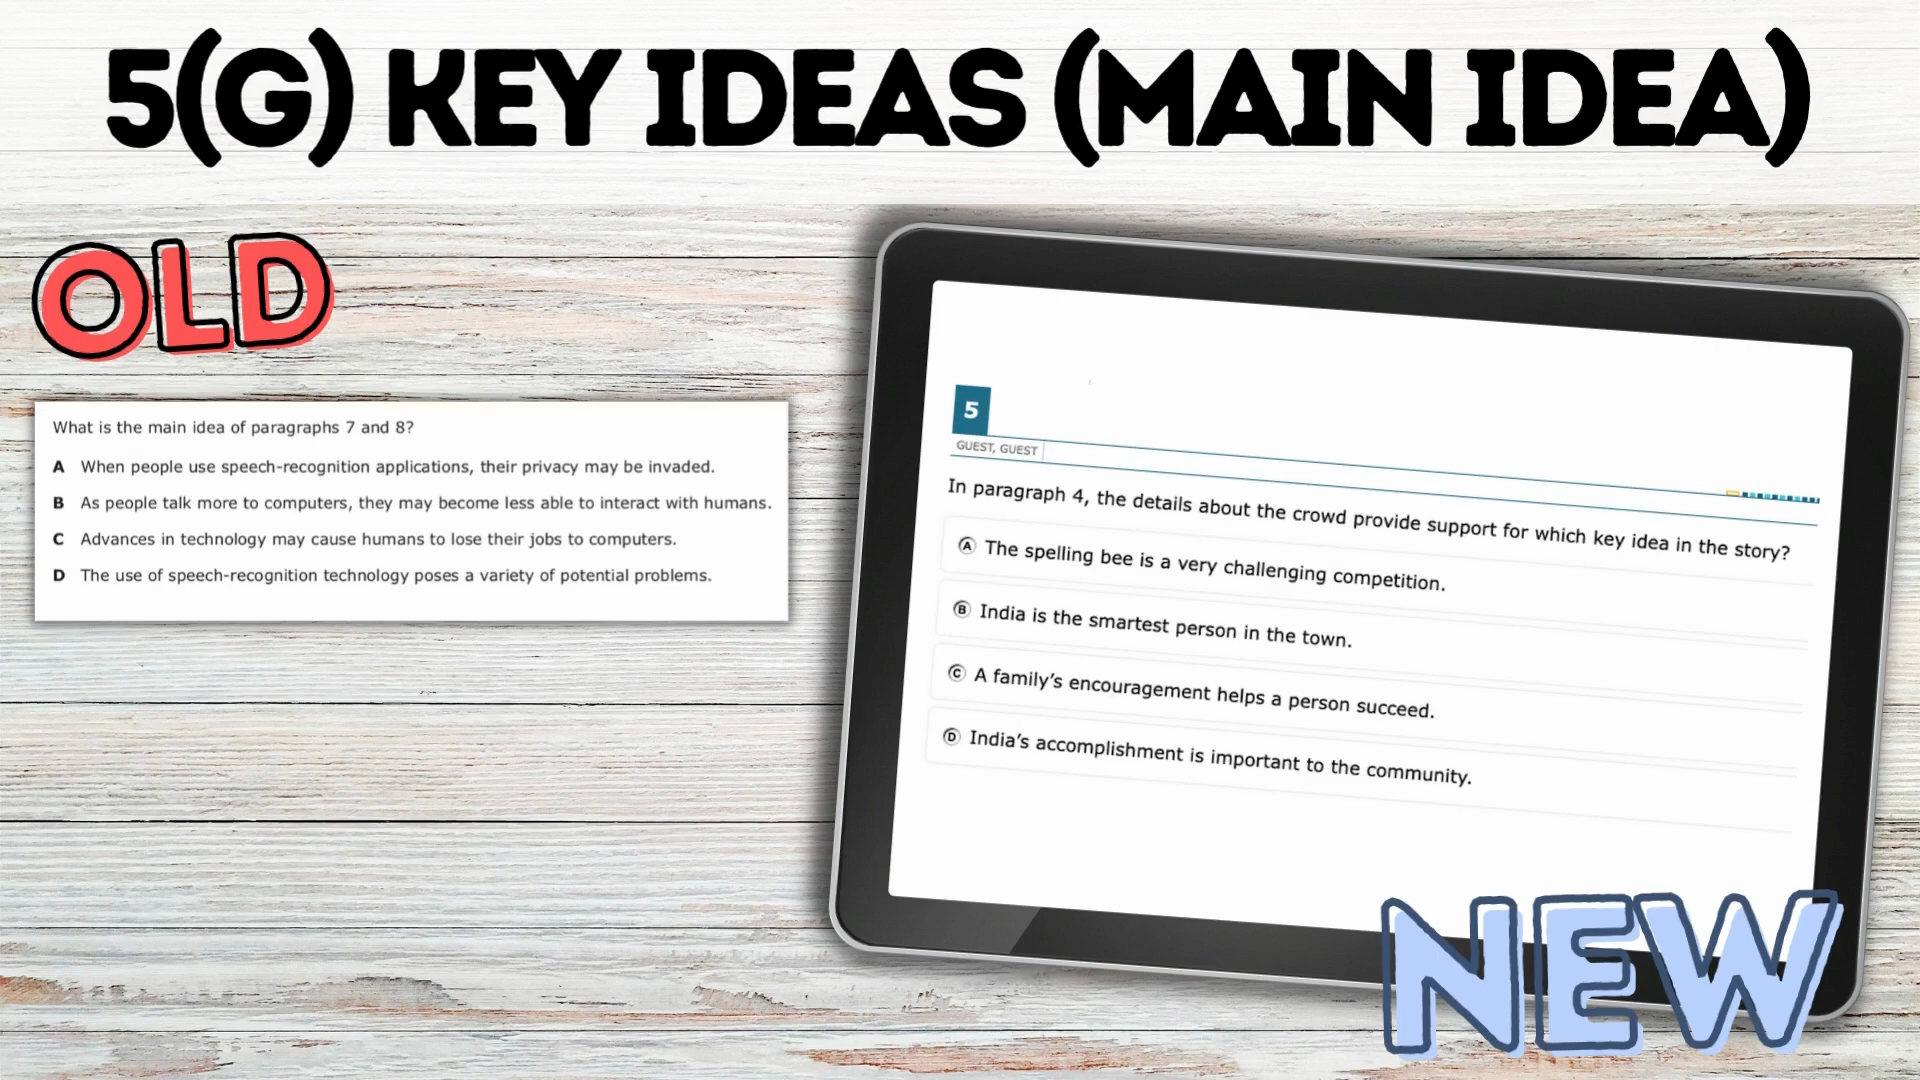 5(G) KEY IDEAS (MAIN IDEA)
OLD
What is the main idea of paragraphs 7 and 8?
A When people use speech-recognition applications, their privacy may be invaded.
B As people talk more to computers, they may become less able to interact with humans.
C Advances in technology may cause humans to lose their jobs to computers.
D The use of speech-recognition technology poses a variety of potential problems.
5
GUEST, GUEST
In paragraph 4, the details about the crowd provide support for which key idea in the story?
A The spelling bee is a very challenging competition.
B India is the smartest person in the town.
C A family’s encouragement helps a person succeed.
D India’s accomplishment is important to the community.
NEW